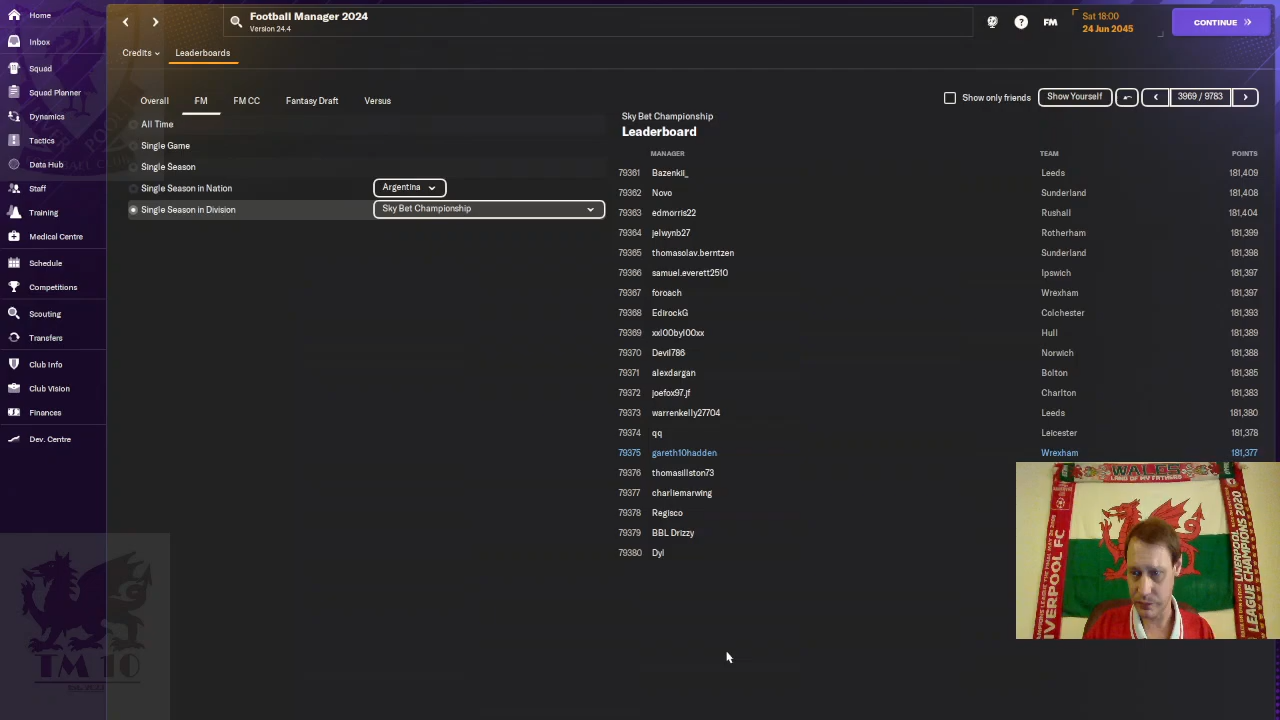 Home
Inbox
Squad
Squad Planner
Dynamics
Tactics
Data Hub
Staff
Training
Medical Centre
Schedule
Competitions
Scouting
Transfers
Club Info
Club Vision
Finances
Dev. Centre
Football Manager 2024
Version 24.4
FM
Sat 18:00
24 Jun 2045
CONTINUE
Credits
Leaderboards
Overall
FM
FM CC
Fantasy Draft
Versus
Show only friends
Show Yourself
3969 / 9783
All Time
Single Game
Single Season
Single Season in Nation
Argentina
Single Season in Division
Sky Bet Championship
Sky Bet Championship
Leaderboard
MANAGER TEAM POINTS
79361 Bazenkii_ Leeds 181,409
79362 Novo Sunderland 181,408
79363 edmorris22 Rushall 181,404
79364 jelwynb27 Rotherham 181,399
79365 thomasolav.berntzen Sunderland 181,398
79366 samuel.everett2510 Ipswich 181,397
79367 foroach Wrexham 181,397
79368 EdirockG Colchester 181,393
79369 xxl00byl00xx Hull 181,389
79370 Devil786 Norwich 181,388
79371 alexdargan Bolton 181,385
79372 joefox97.jf Charlton 181,383
79373 warrenkelly27704 Leeds 181,380
79374 qq Leicester 181,378
79375 gareth10hadden Wrexham 181,377
79376 thomasillston73
79377 charliemarwing
79378 Regisco
79379 BBL Drizzy
79380 Dyl
WALES
LAND OF MY FATHERS
LIVERPOOL FC
LIVERPOOL
LEAGUE CHAMPIONS 2020
TM 10